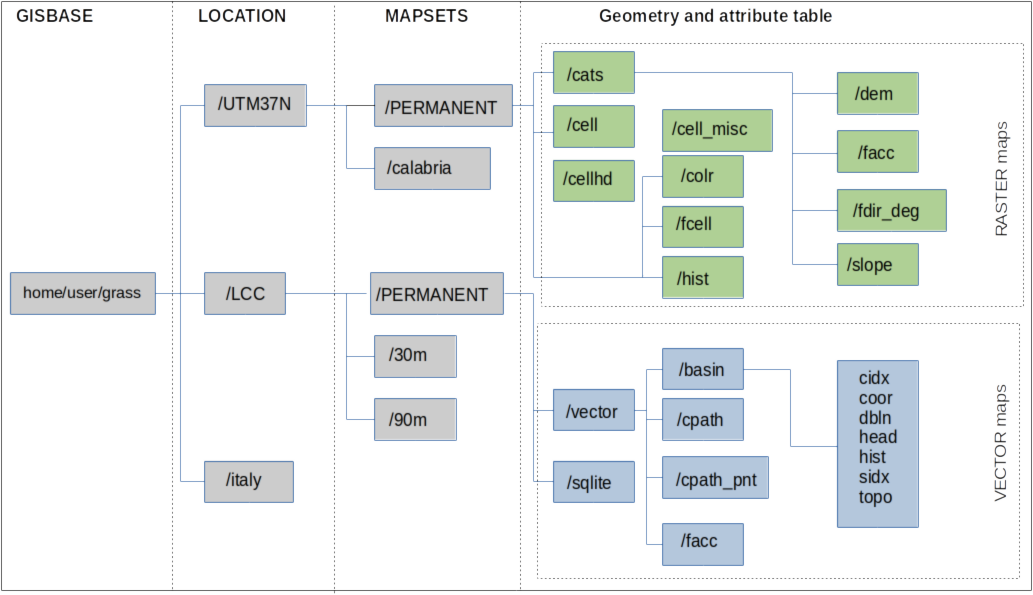 GISBASE
LOCATION
MAPSETS
Geometry and attribute table
home/user/grass
/UTM37N
/LCC
/italy
/PERMANENT
/calabria
/PERMANENT
/30m
/90m
/cats
/cell
/cellhd
/cell_misc
/colr
/fcell
/hist
/dem
/facc
/fdir_deg
/slope
RASTER maps
/vector
/sqlite
/basin
/cpath
/cpath_pnt
/facc
cidx
coor
dbln
head
hist
sidx
topo
VECTOR maps